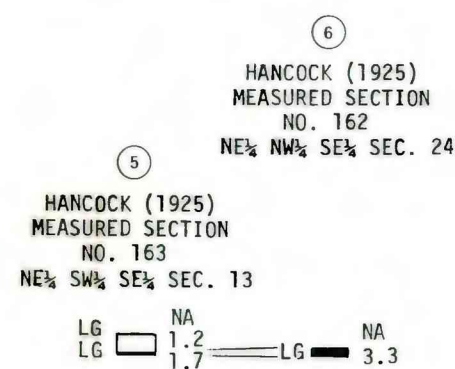 6
HANCOCK (1925)
MEASURED SECTION
NO. 162
NE¼ NW¼ SE¼ SEC. 24
5
HANCOCK (1925)
MEASURED SECTION
NO. 163
NE¼ SW¼ SE¼ SEC. 13
LG NA
LG 1.2
1.7
LG NA
3.3